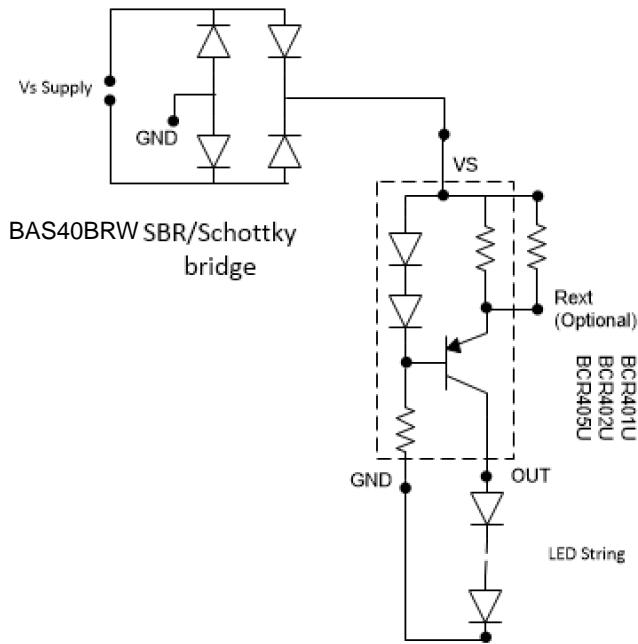 Vs Supply
GND
VS
BAS40BRW SBR/Schottky
bridge
Rext
(Optional)
BCR401U
BCR402U
BCR405U
GND
OUT
LED String